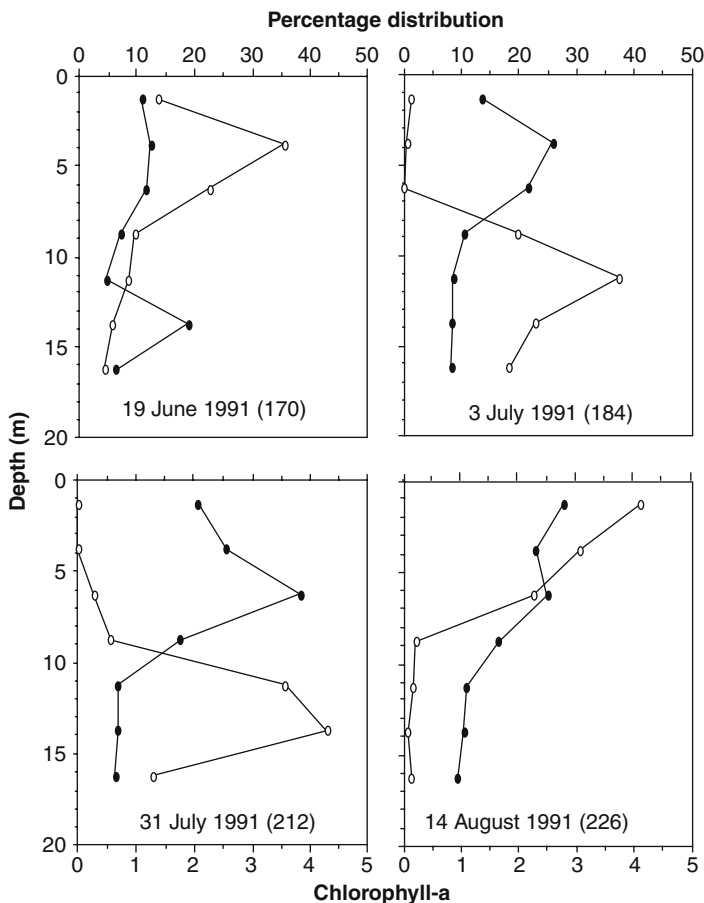 Percentage distribution
0 10 20 30 40 50 0 10 20 30 40 50
0
5
10
15
20
19 June 1991 (170)
3 July 1991 (184)
Depth (m)
0
5
10
15
20
31 July 1991 (212)
14 August 1991 (226)
0 1 2 3 4 5 0 1 2 3 4 5
Chlorophyll-a